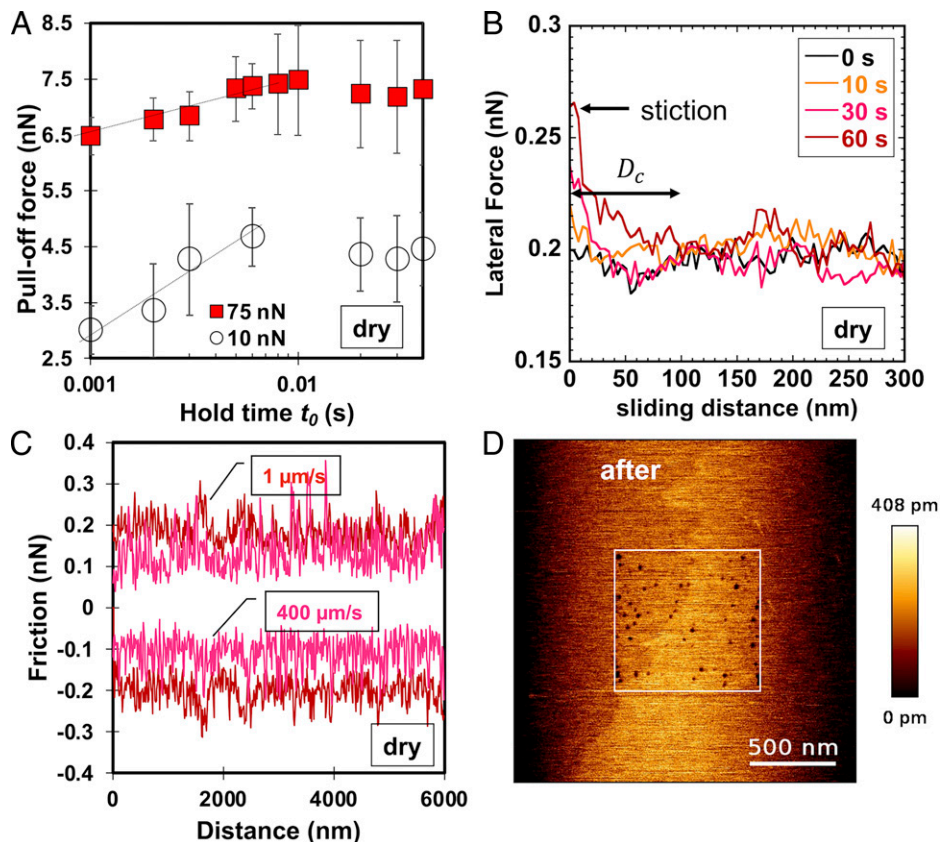 A
8.5
7.5
6.5
5.5
4.5
3.5
2.5
Pull-off force (nN)
75 nN
10 nN
dry
0.001
0.01
Hold time t₀ (s)
B
0.3
0.25
0.2
0.15
Lateral Force (nN)
0 s
10 s
30 s
60 s
stiction
D_c
dry
0
50
100
150
200
250
300
sliding distance (nm)
C
0.4
0.3
0.2
0.1
0
-0.1
-0.2
-0.3
-0.4
Friction (nN)
1 μm/s
400 μm/s
dry
0
2000
4000
6000
Distance (nm)
D
after
500 nm
408 pm
0 pm